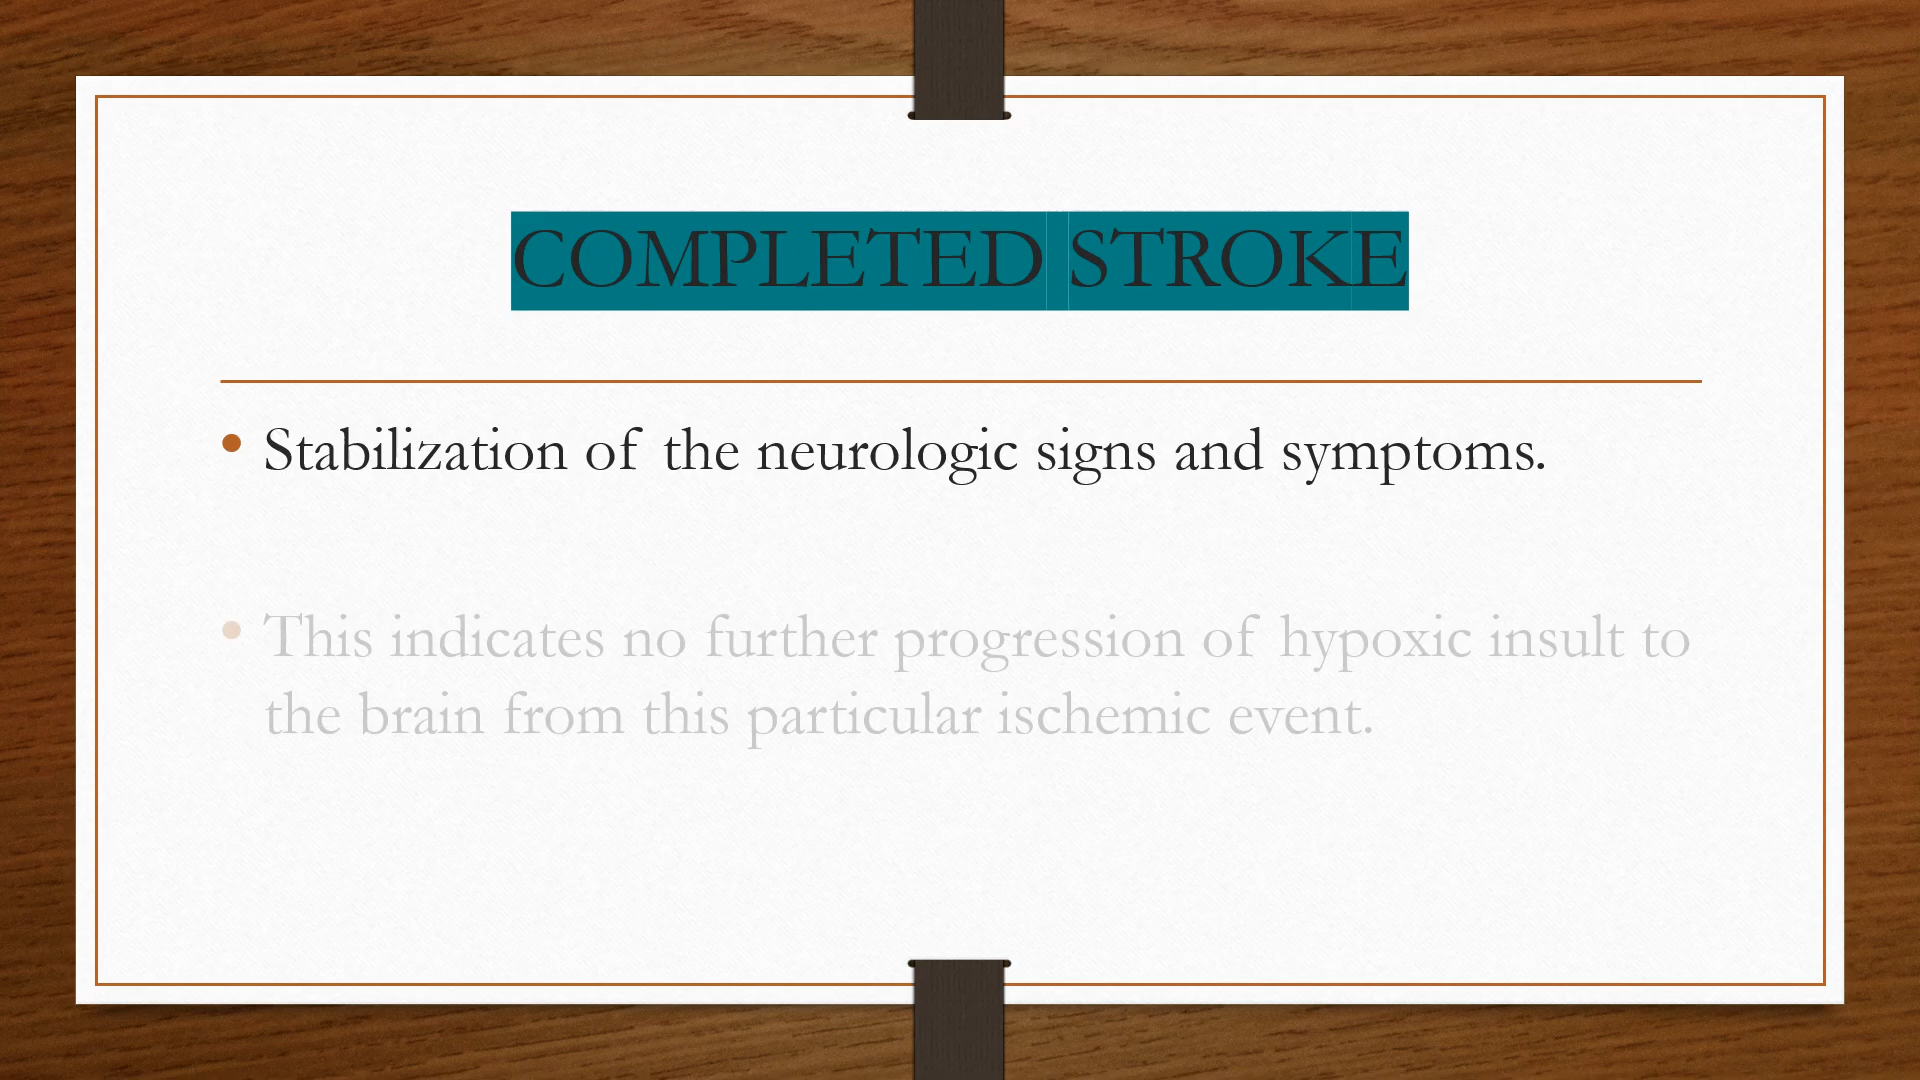 COMPLETED STROKE
• Stabilization of the neurologic signs and symptoms.
• This indicates no further progression of hypoxic insult to
the brain from this particular ischemic event.